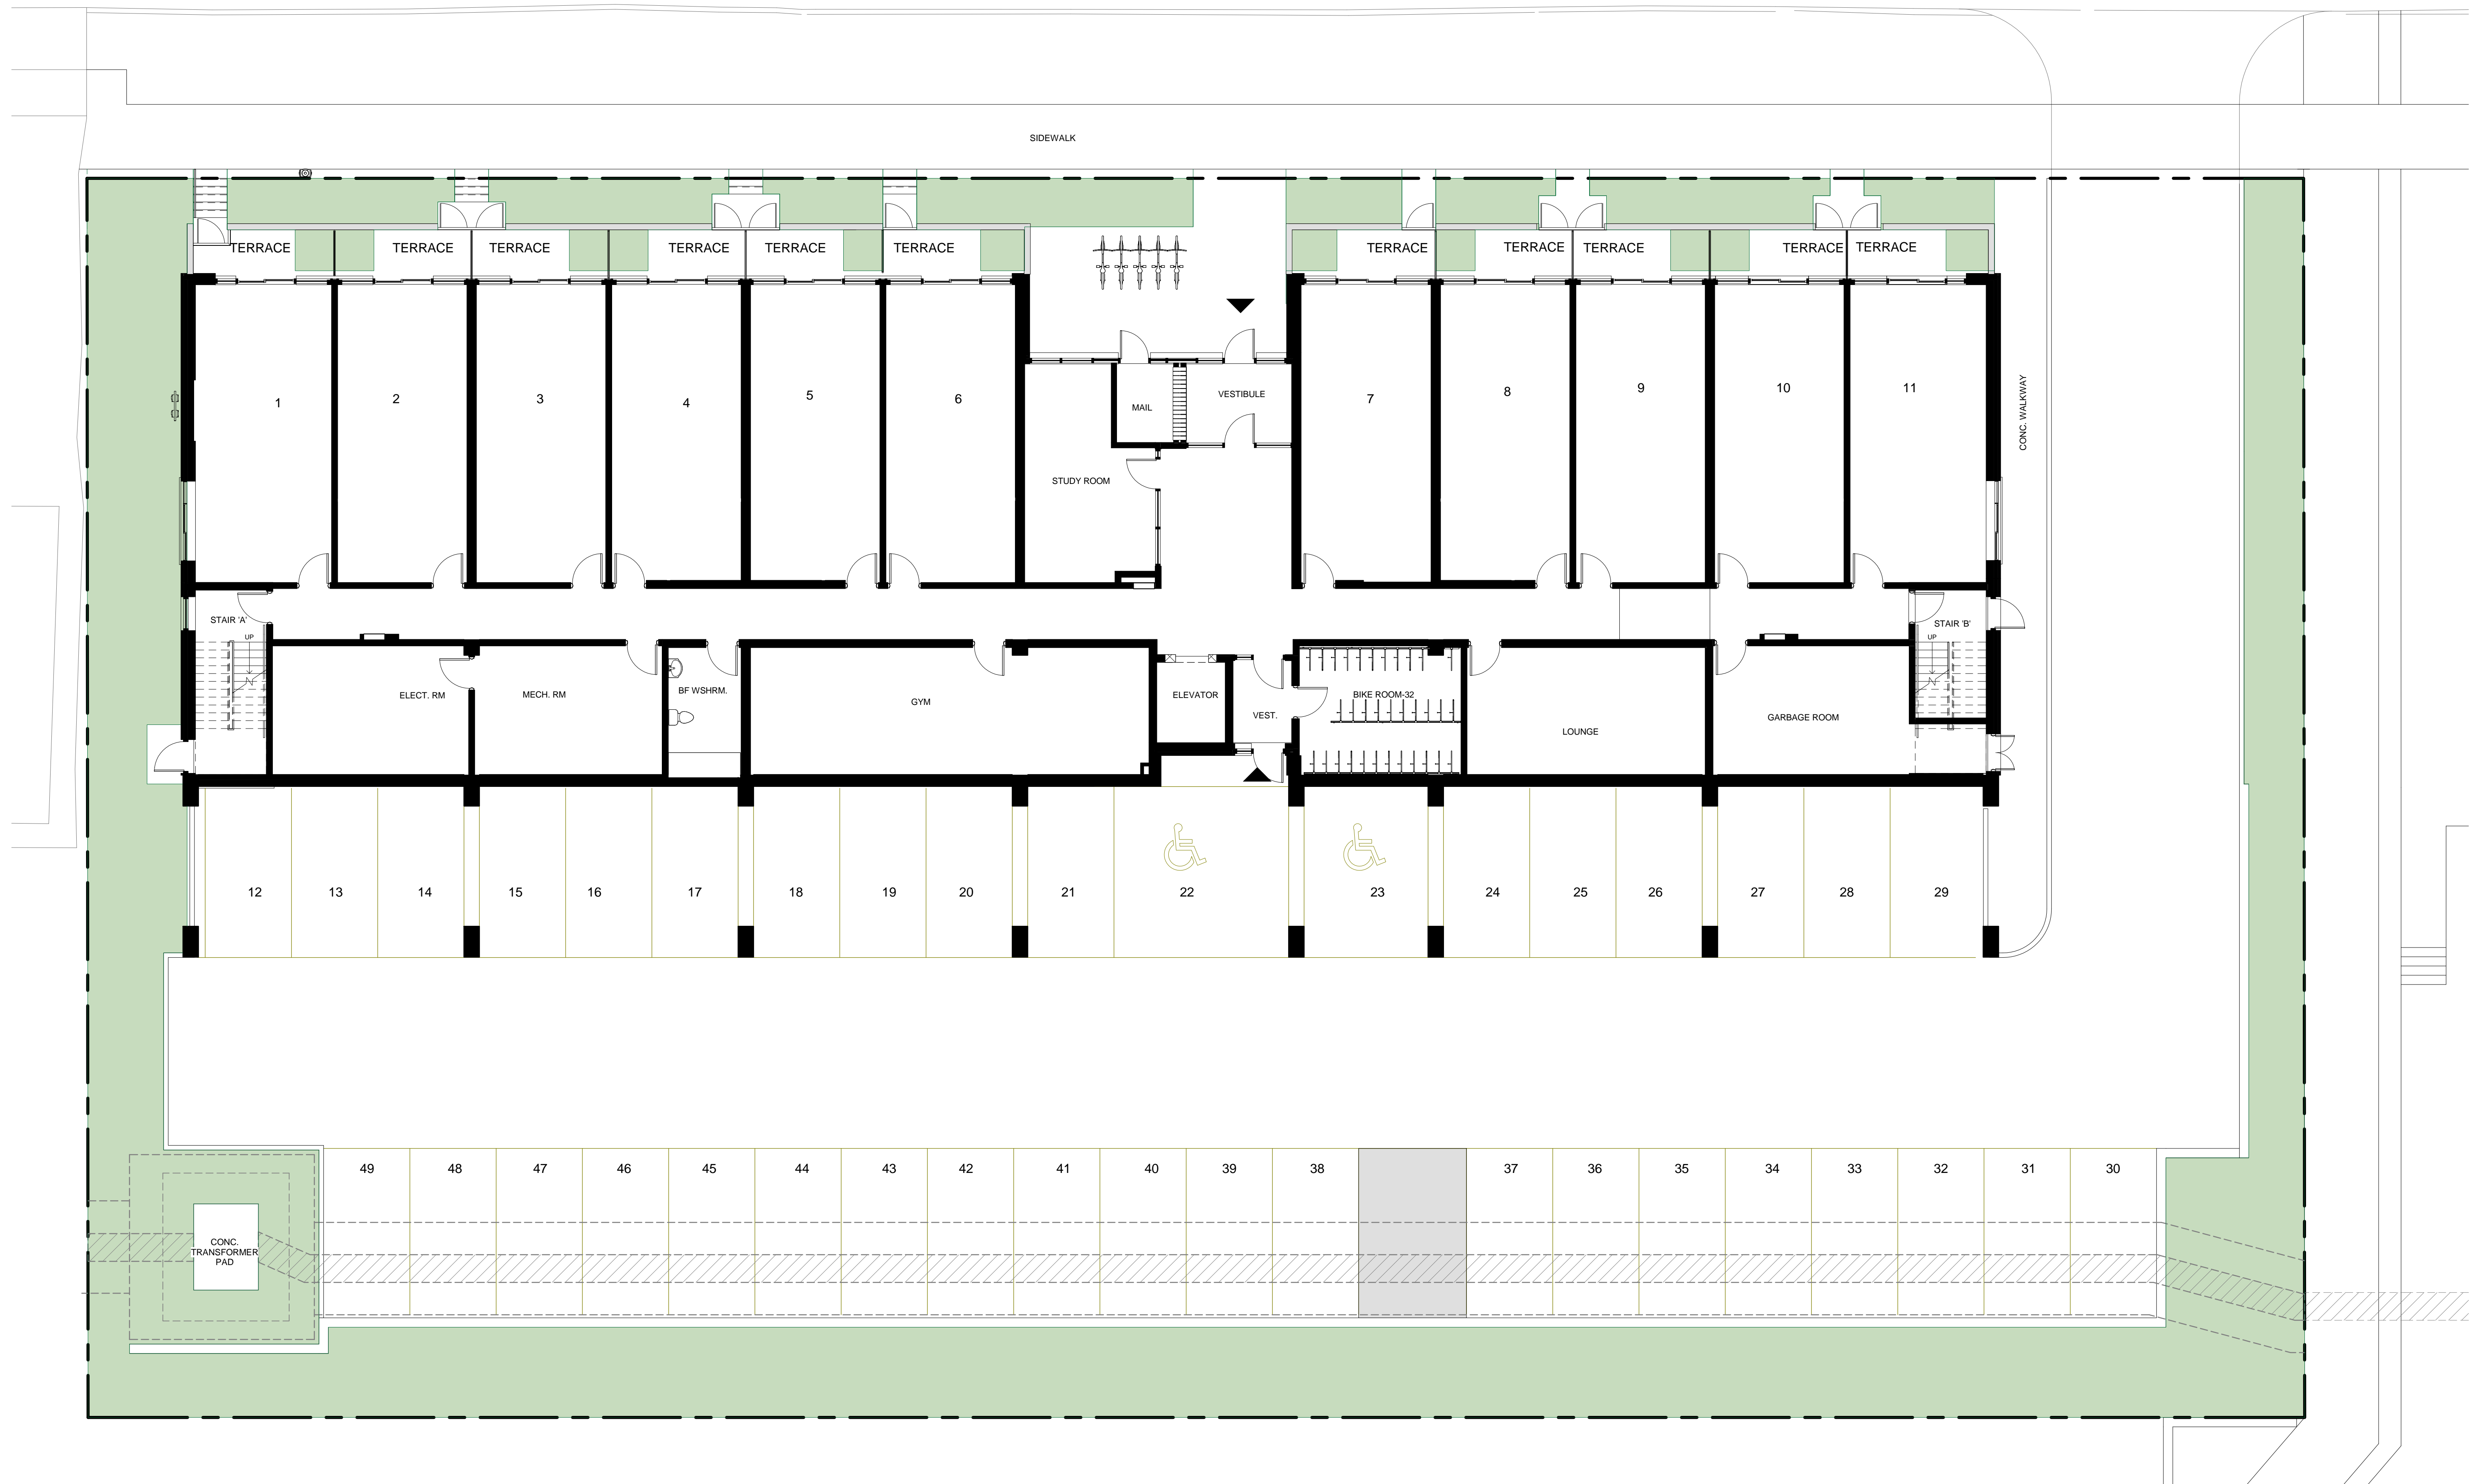 SIDEWALK
TERRACE
TERRACE
TERRACE
TERRACE
TERRACE
TERRACE
TERRACE
TERRACE
TERRACE
TERRACE
TERRACE
1
2
3
4
5
6
7
8
9
10
11
MAIL
VESTIBULE
STUDY ROOM
CONC. WALKWAY
STAIR 'A'
UP
STAIR 'B'
UP
ELECT. RM
MECH. RM
BF WSHRM.
GYM
ELEVATOR
VEST.
BIKE ROOM-32
LOUNGE
GARBAGE ROOM
12
13
14
15
16
17
18
19
20
21
22
23
24
25
26
27
28
29
49
48
47
46
45
44
43
42
41
40
39
38
37
36
35
34
33
32
31
30
CONC.
TRANSFORMER
PAD